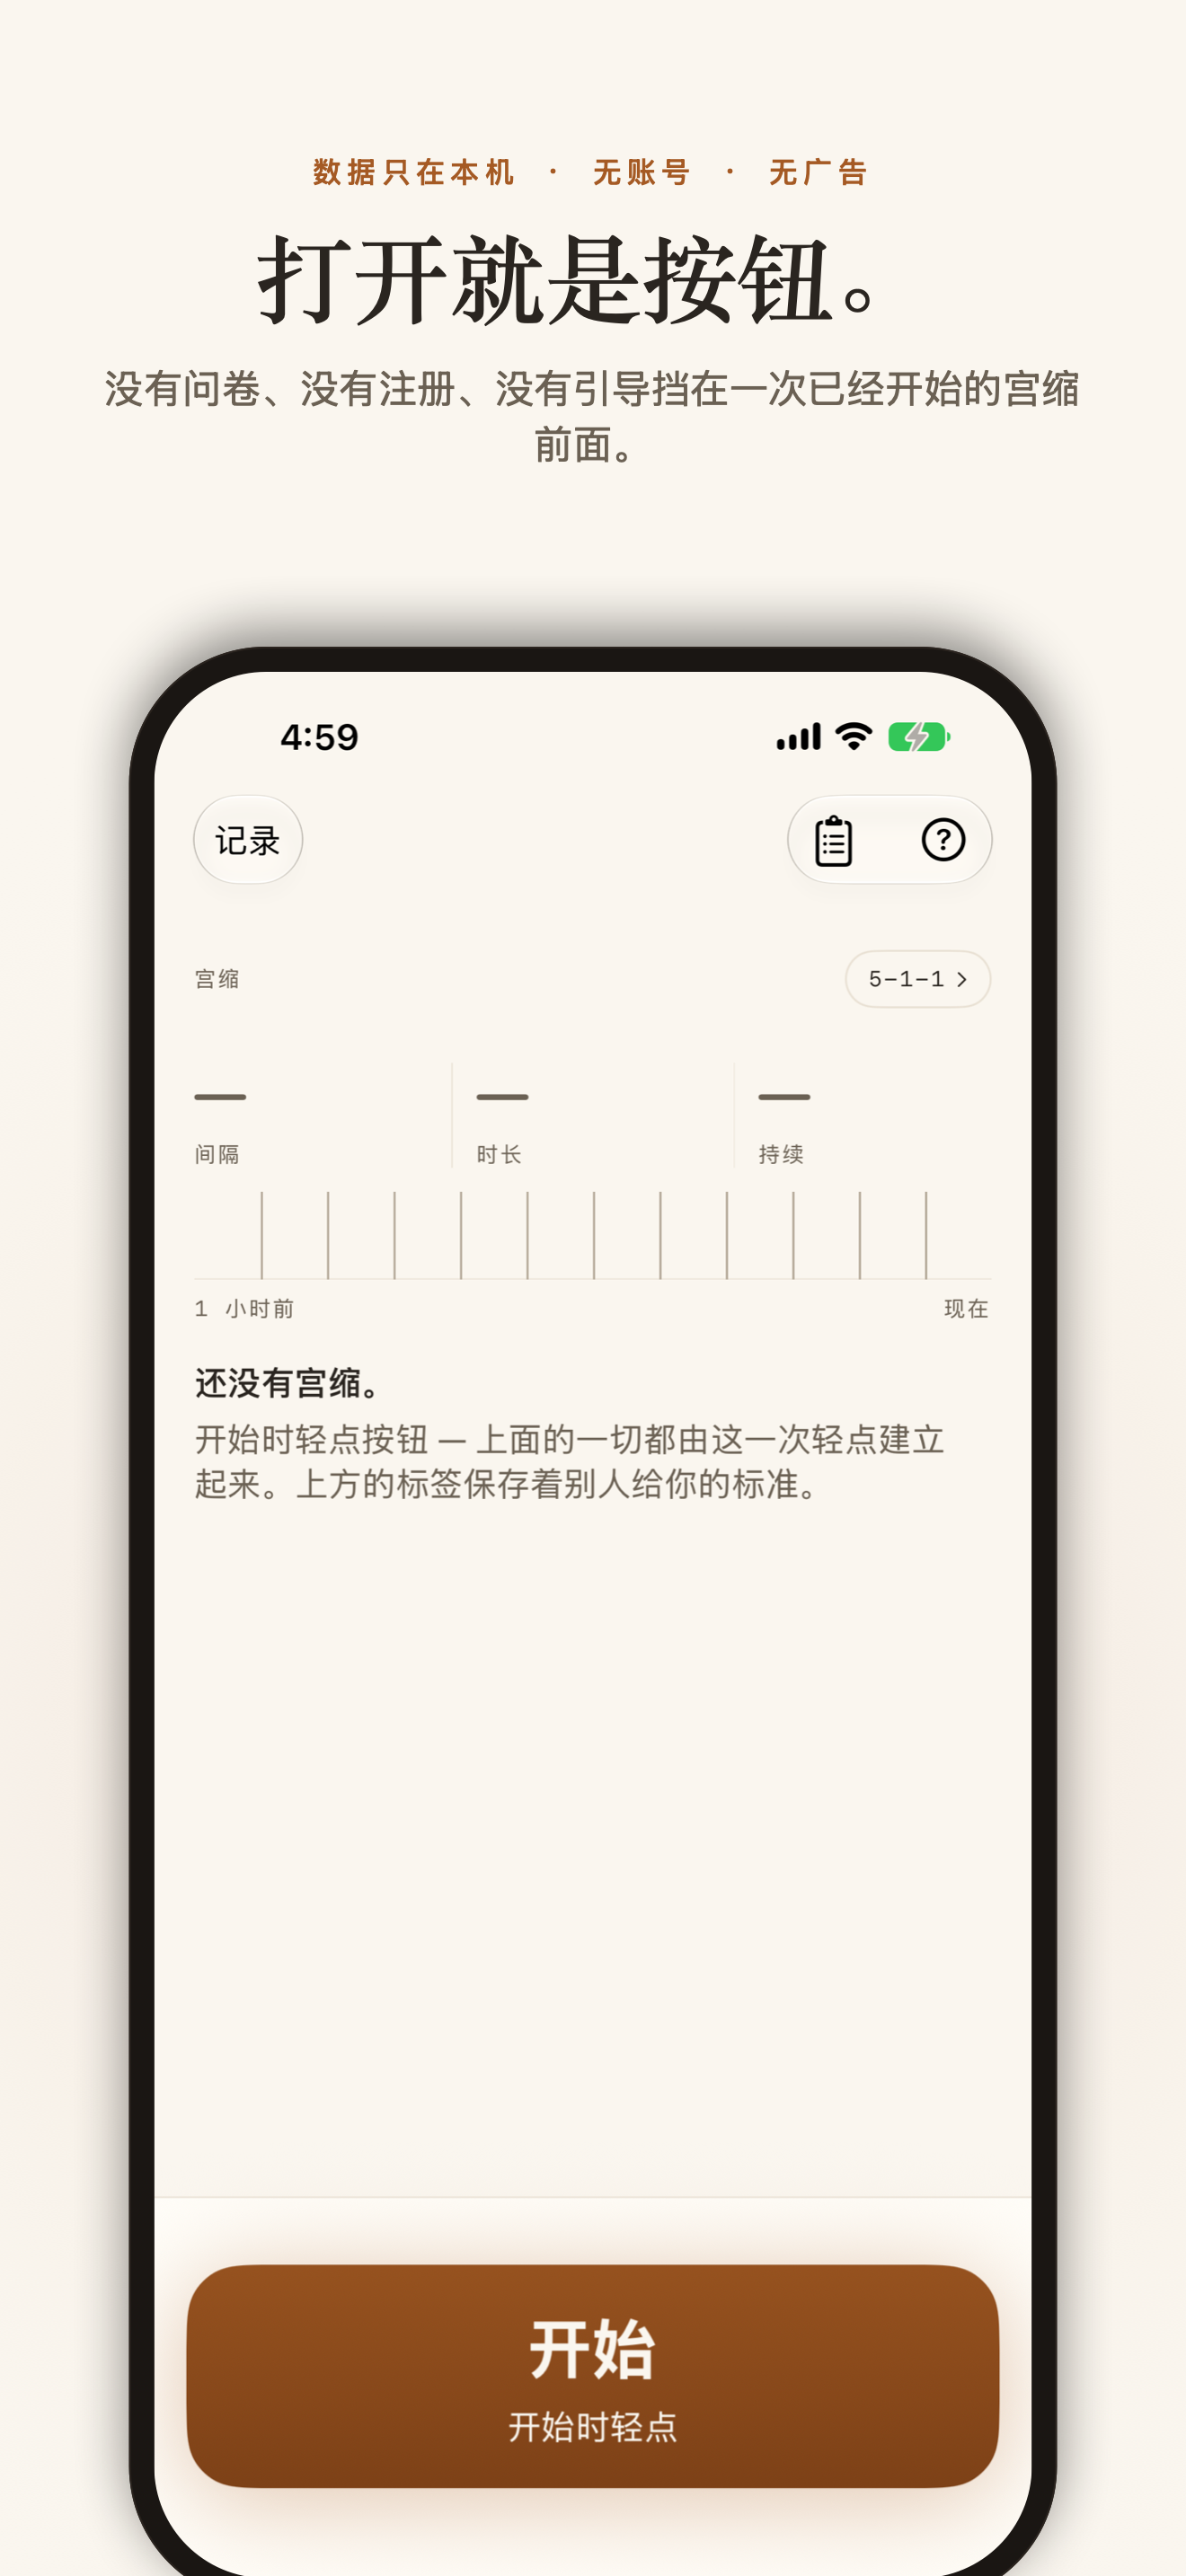 数据只在本机 · 无账号 · 无广告
打开就是按钮。
没有问卷、没有注册、没有引导挡在一次已经开始的宫缩
前面。
4:59
记录
?
宫缩
5-1-1 >
— — —
间隔 时长 持续
1 小时前 现在
还没有宫缩。
开始时轻点按钮 — 上面的一切都由这一次轻点建立
起来。上方的标签保存着别人给你的标准。
开始
开始时轻点